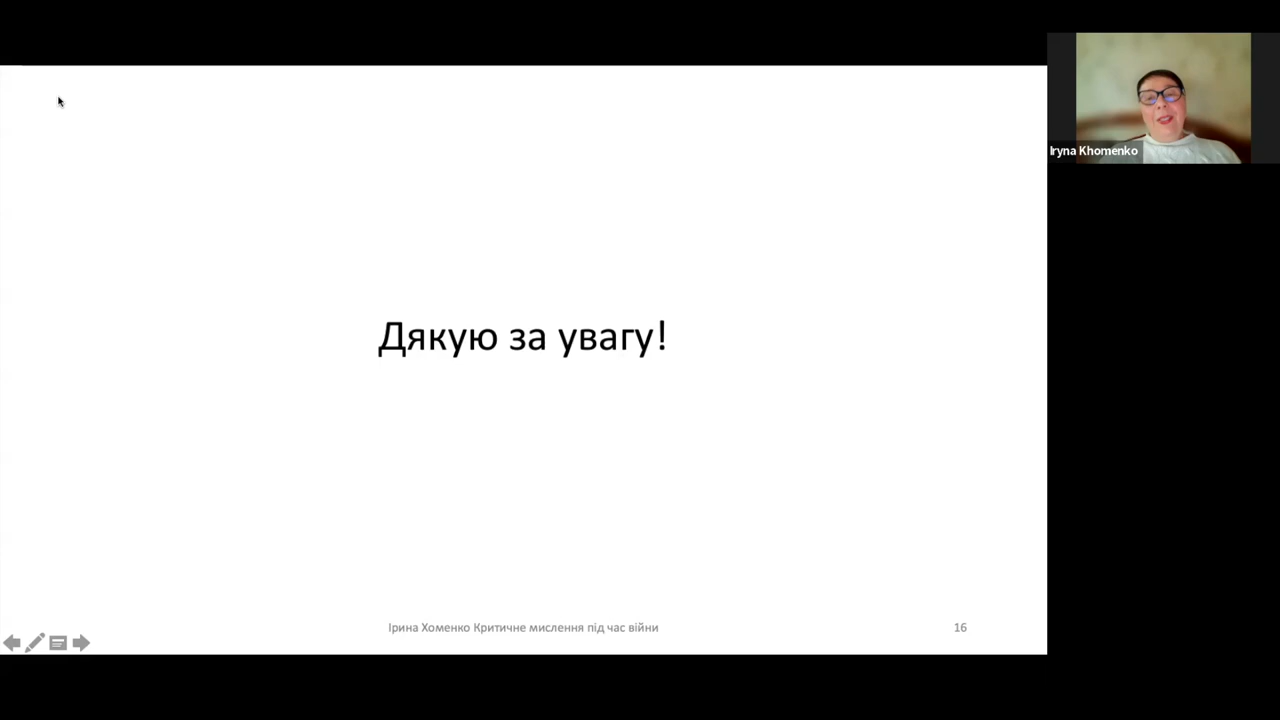 Iryna Khomenko
Дякую за увагу!
Ірина Хоменко Критичне мислення під час війни
16